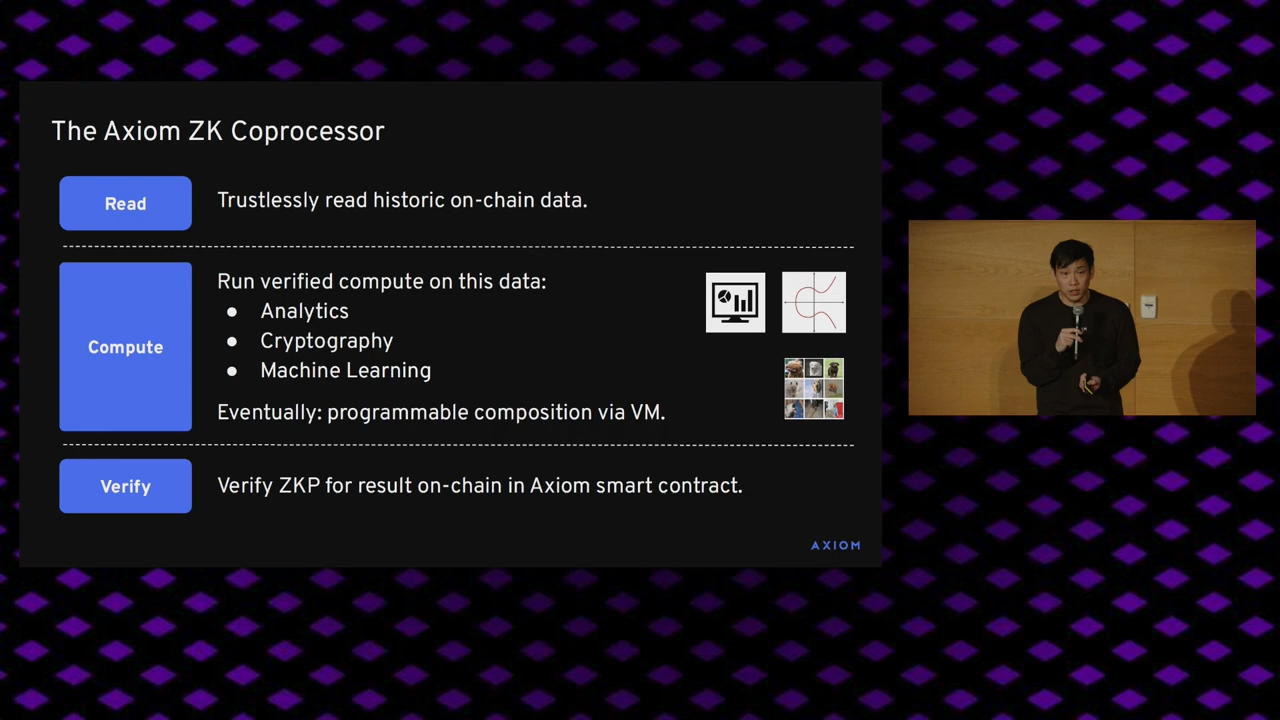 The Axiom ZK Coprocessor
Read
Trustlessly read historic on-chain data.
Compute
Run verified compute on this data:
● Analytics
● Cryptography
● Machine Learning
Eventually: programmable composition via VM.
Verify
Verify ZKP for result on-chain in Axiom smart contract.
AXIOM